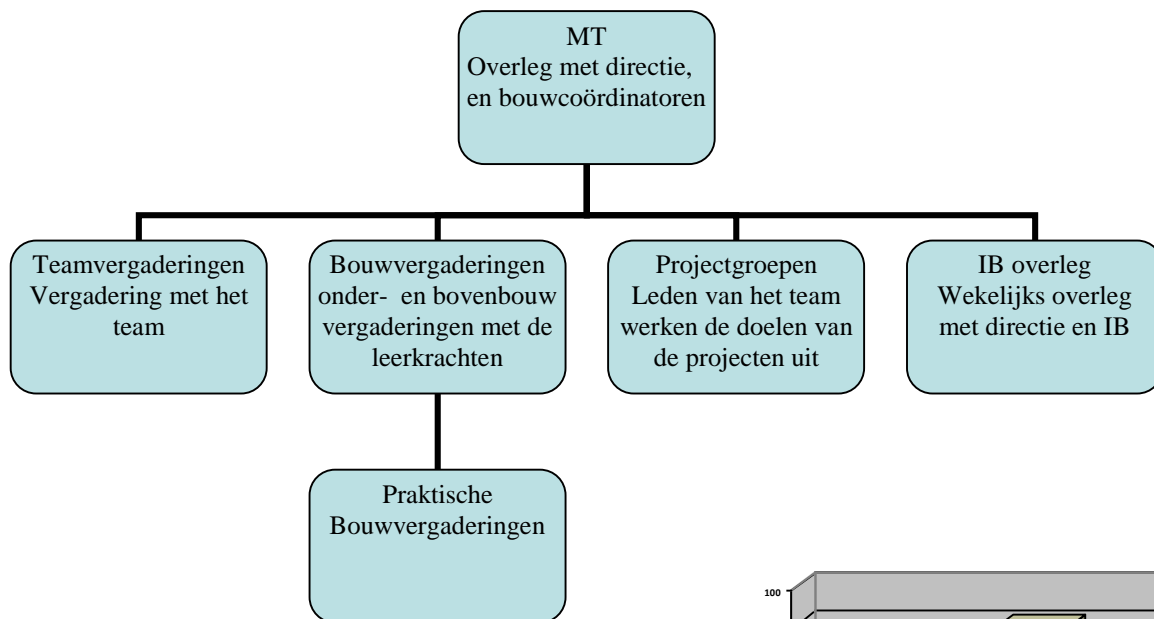 MT
Overleg met directie,
en bouwcoördinatoren
Teamvergaderingen
Vergadering met het
team
Bouwvergaderingen
onder- en bovenbouw
vergaderingen met de
leerkrachten
Projectgroepen
Leden van het team
werken de doelen van
de projecten uit
IB overleg
Wekelijks overleg
met directie en IB
Praktische
Bouwvergaderingen
100